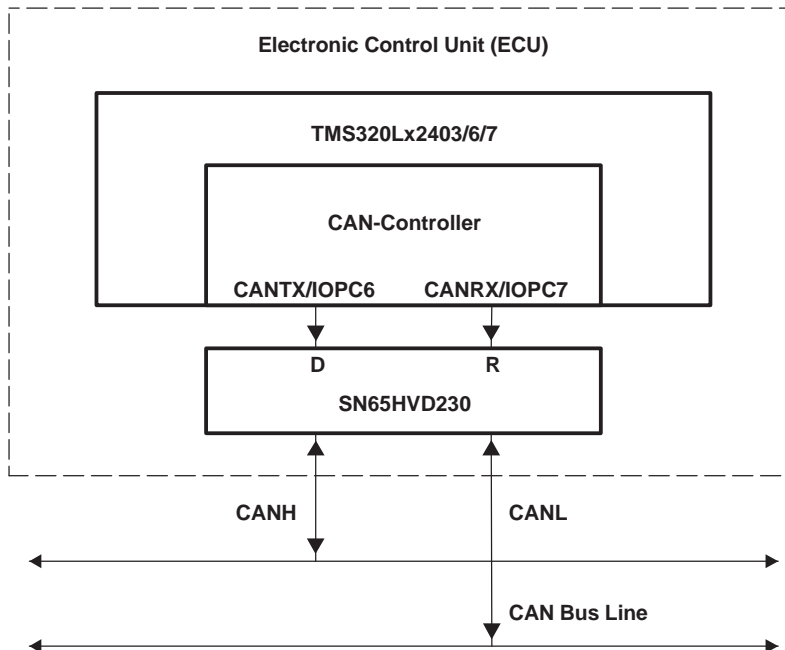 Electronic Control Unit (ECU)
TMS320Lx2403/6/7
CAN-Controller
CANTX/IOPC6 CANRX/IOPC7
D R
SN65HVD230
CANH CANL
CAN Bus Line